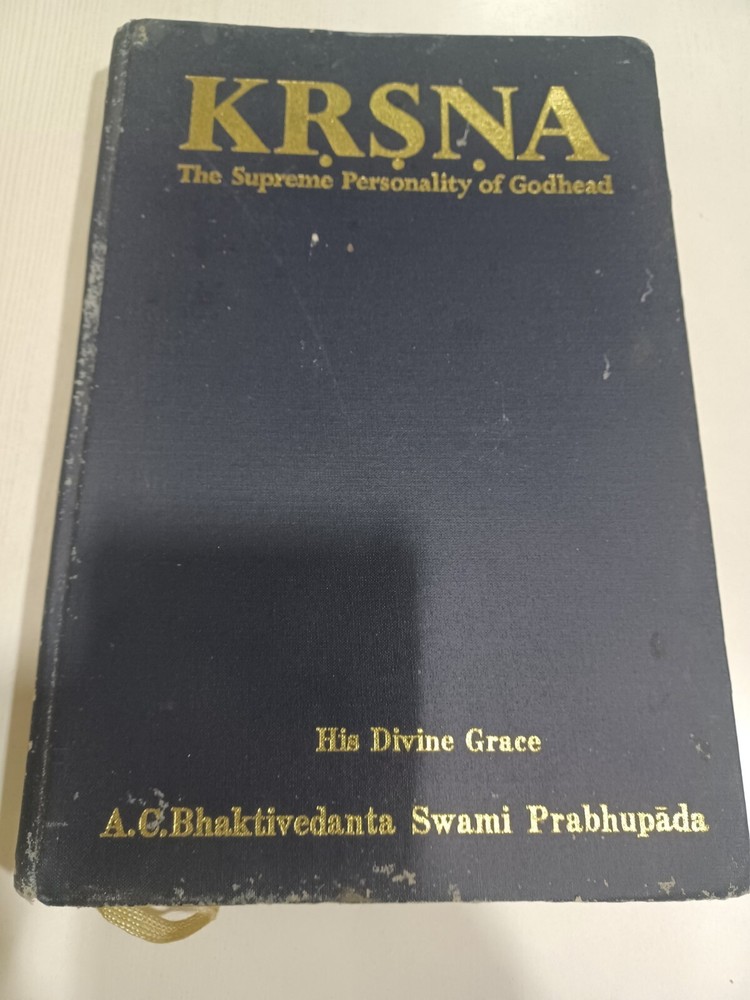 KṚṢṆA
The Supreme Personality of Godhead
His Divine Grace
A.C.Bhaktivedanta Swami Prabhupāda